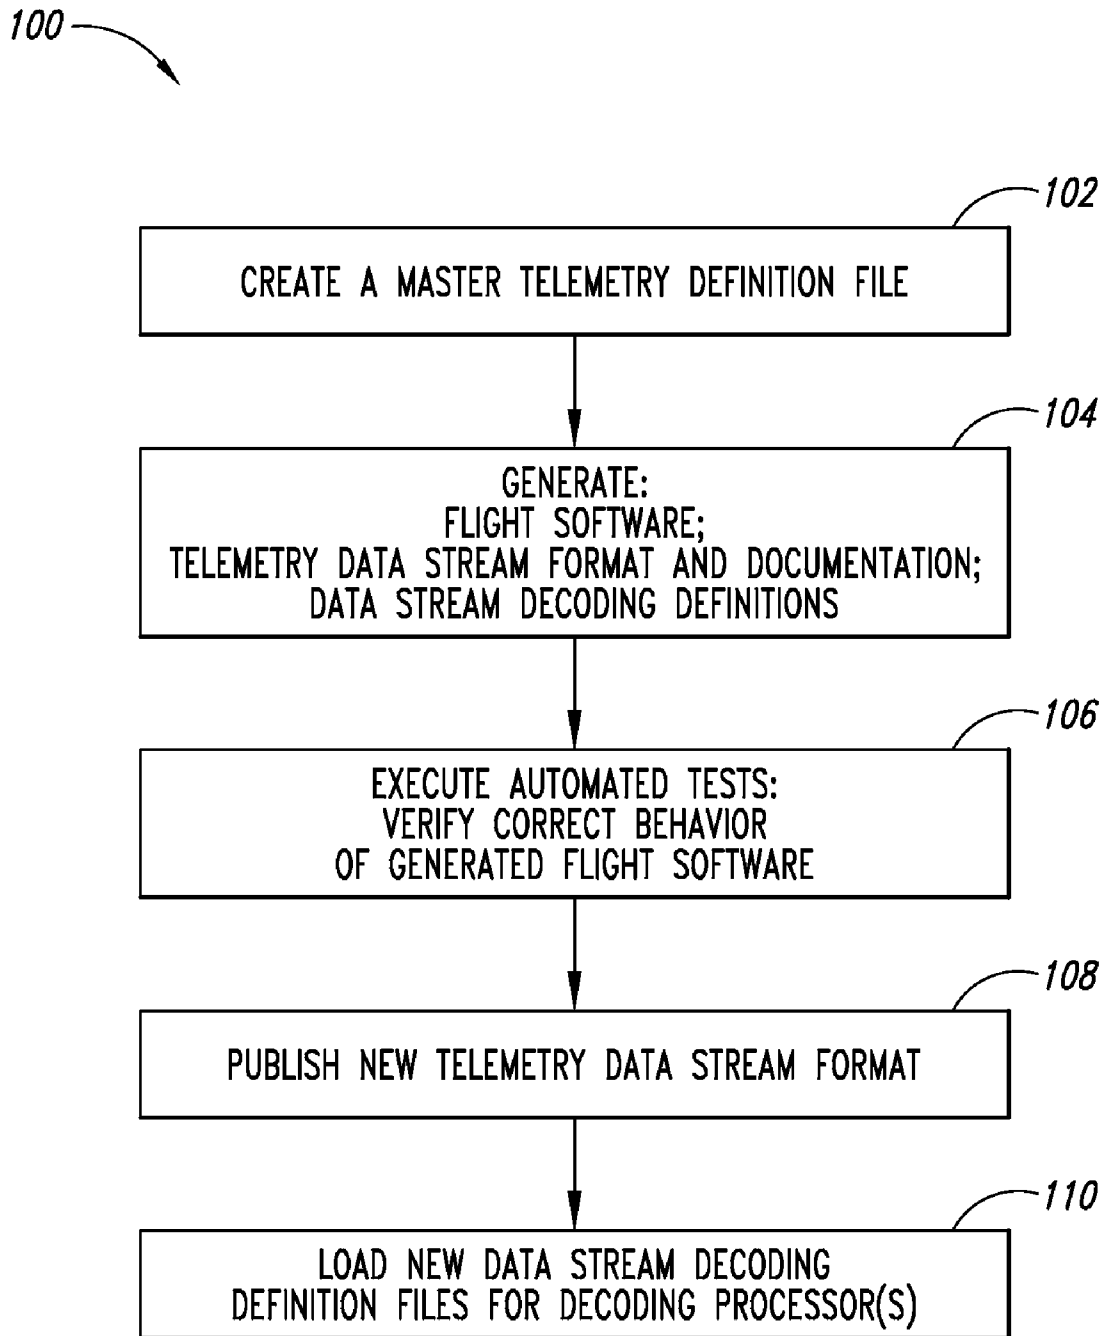 100
102
CREATE A MASTER TELEMETRY DEFINITION FILE
104
GENERATE:
FLIGHT SOFTWARE;
TELEMETRY DATA STREAM FORMAT AND DOCUMENTATION;
DATA STREAM DECODING DEFINITIONS
106
EXECUTE AUTOMATED TESTS:
VERIFY CORRECT BEHAVIOR
OF GENERATED FLIGHT SOFTWARE
108
PUBLISH NEW TELEMETRY DATA STREAM FORMAT
110
LOAD NEW DATA STREAM DECODING
DEFINITION FILES FOR DECODING PROCESSOR(S)